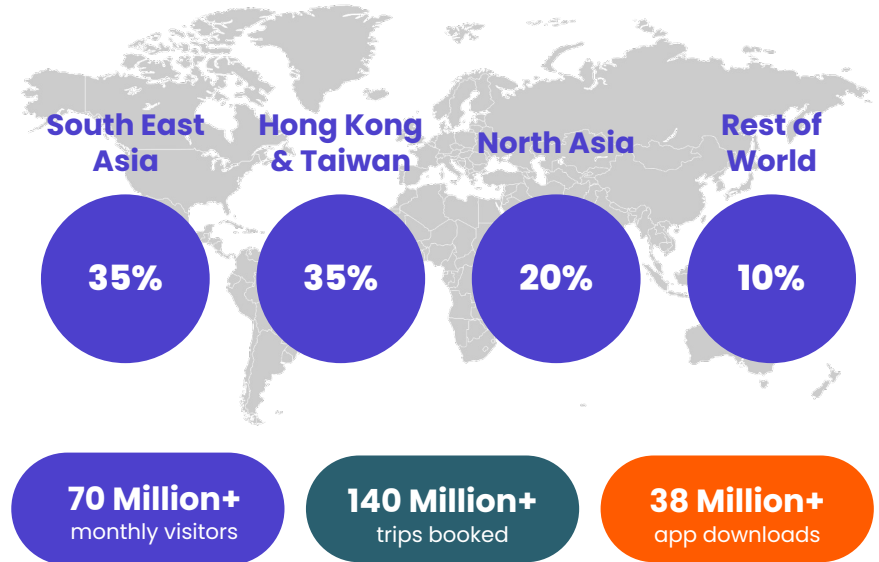 South East
Asia
Hong Kong
& Taiwan
North Asia
Rest of
World
35%
35%
20%
10%
70 Million+
monthly visitors
140 Million+
trips booked
38 Million+
app downloads